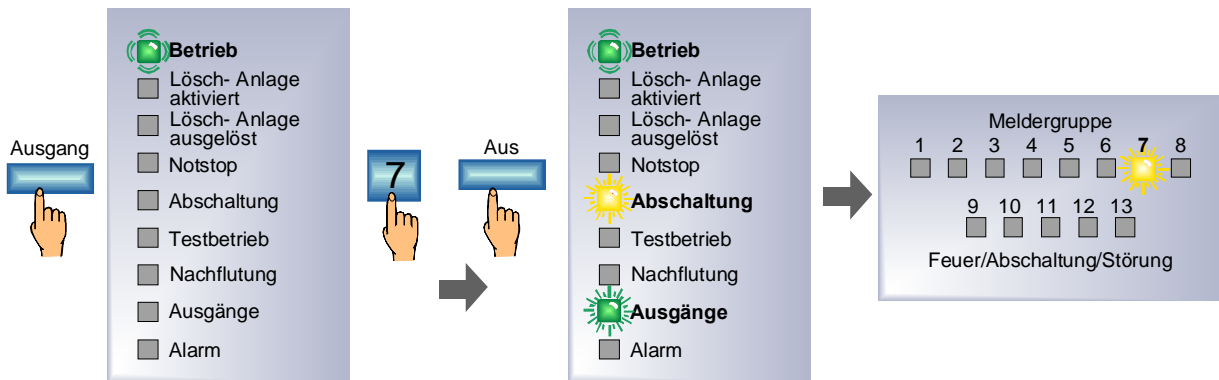 Ausgang
Betrieb
Lösch- Anlage
aktiviert
Lösch- Anlage
ausgelöst
Notstop
Abschaltung
Testbetrieb
Nachflutung
Ausgänge
Alarm
7
Aus
Betrieb
Lösch- Anlage
aktiviert
Lösch- Anlage
ausgelöst
Notstop
Abschaltung
Testbetrieb
Nachflutung
Ausgänge
Alarm
Meldergruppe
1 2 3 4 5 6 7 8
9 10 11 12 13
Feuer/Abschaltung/Störung